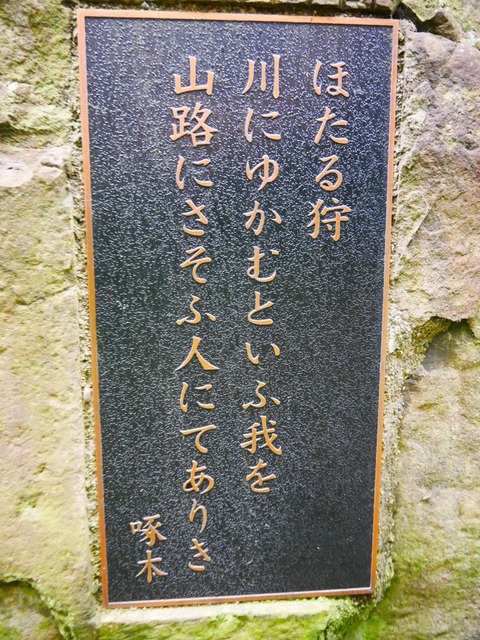 ほたる狩
川にゆかむといふ我を
山路にさそふ人にてありき
啄木